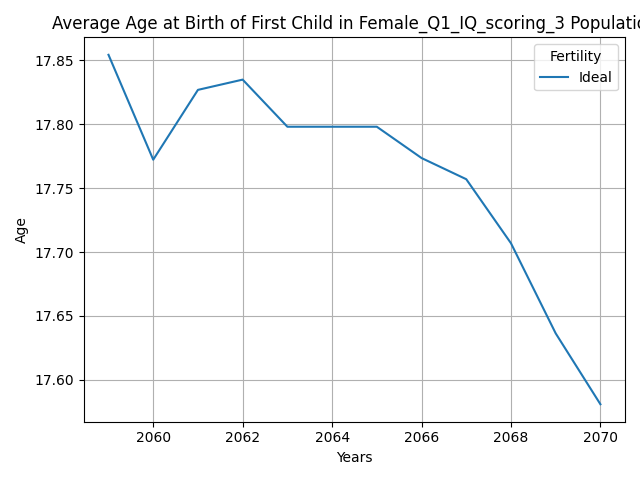 Average Age at Birth of First Child in Female_Q1_IQ_scoring_3 Populatio
Fertility
Ideal
17.85
17.80
17.75
17.70
17.65
17.60
Age
2060 2062 2064 2066 2068 2070
Years